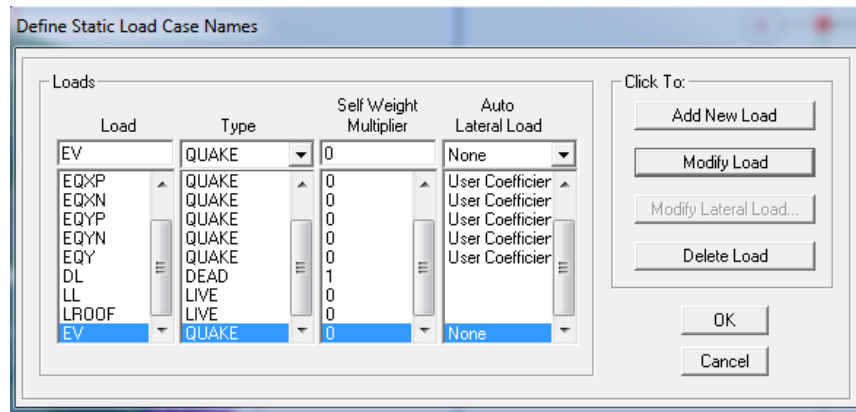 Define Static Load Case Names
Loads
Load Type Self Weight Multiplier Auto Lateral Load
EV QUAKE 0 None
EQXP QUAKE 0 User Coefficier
EQXN QUAKE 0 User Coefficier
EQYP QUAKE 0 User Coefficier
EQYN QUAKE 0 User Coefficier
EQY QUAKE 0 User Coefficier
DL DEAD 1
LL LIVE 0
LROOF LIVE 0
EV QUAKE 0 None
Click To:
Add New Load
Modify Load
Modify Lateral Load...
Delete Load
OK
Cancel